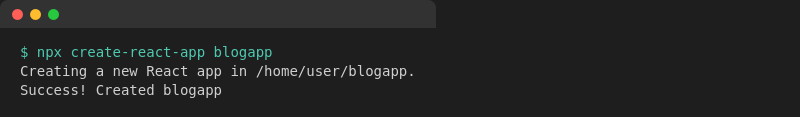 $ npx create-react-app blogapp
Creating a new React app in /home/user/blogapp.
Success! Created blogapp